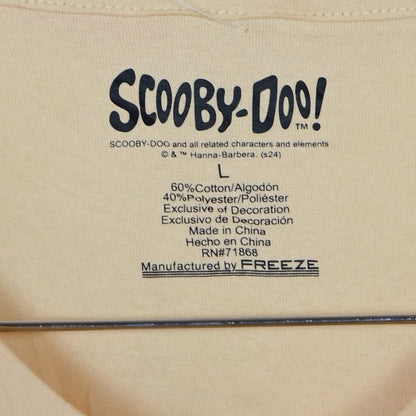 SCOOBY-DOO!™
SCOOBY-DOO and all related characters and elements
© & ™ Hanna-Barbera. (s24)
L
60%Cotton/Algodón
40%Polyester/Poliéster
Exclusive of Decoration
Exclusivo de Decoración
Made in China
Hecho en China
RN#71868
Manufactured by FREEZE